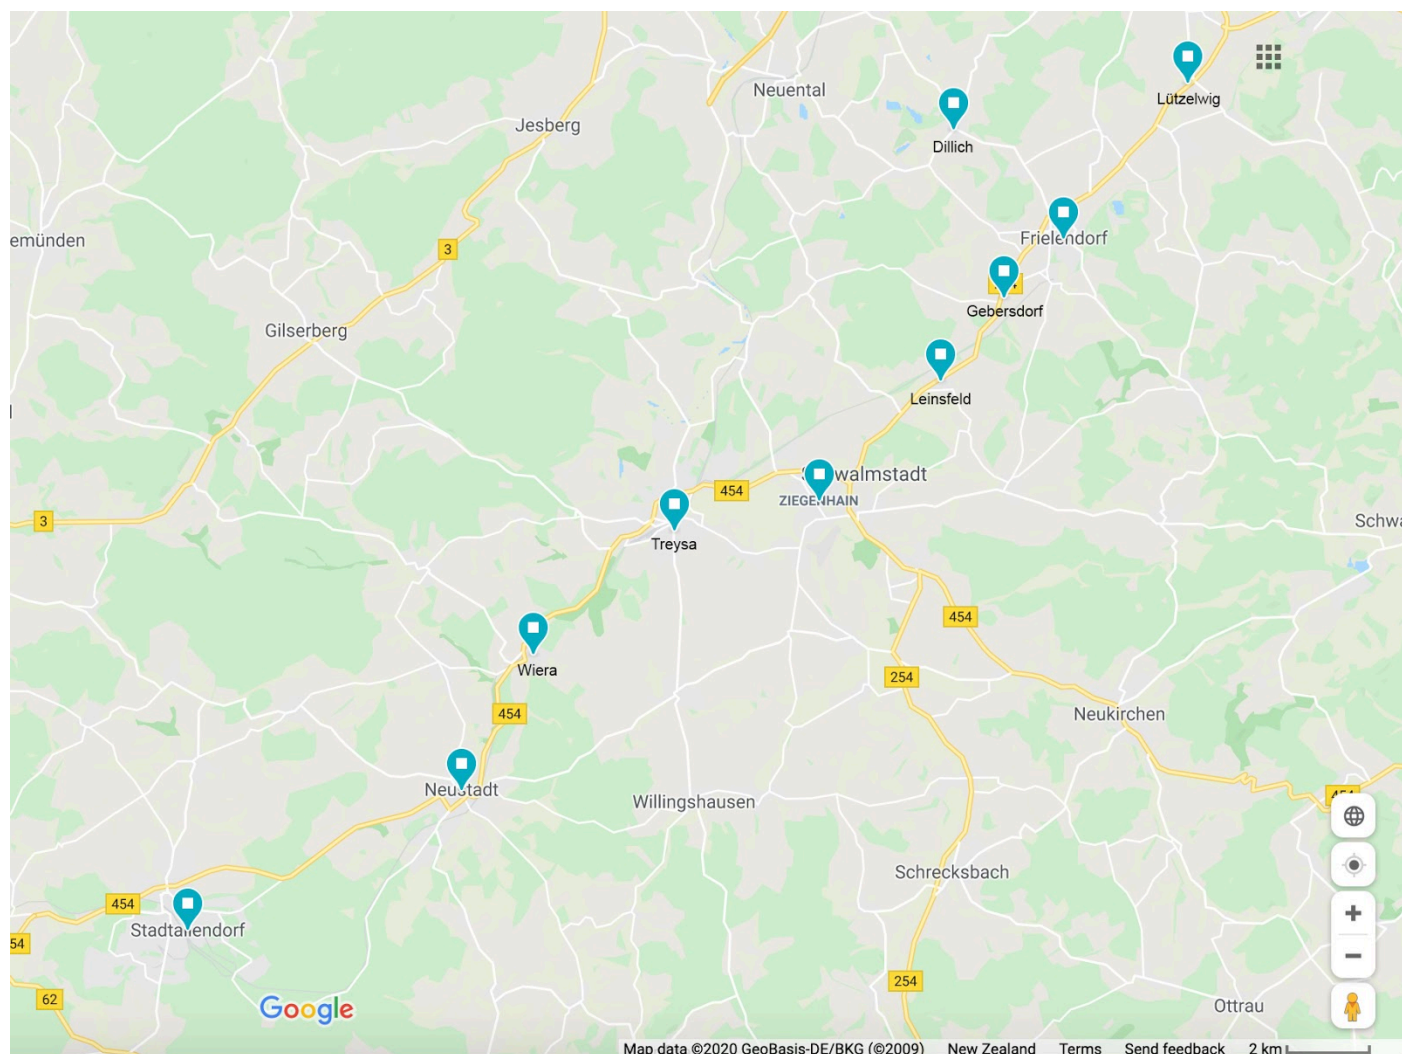 Neuental
Lützelwig
Jesberg
Dillich
emünden
3
Frielendorf
Gebersdorf
Gilserberg
Leinsfeld
454
ZIEGENHAIN
3
Treysa
Schwa
454
Wiera
254
454
Neukirchen
Neustadt
Willingshausen
454
Schrecksbach
454
Stadtallendorf
54
254
62
Google
Ottrau
Map data ©2020 GeoBasis-DE/BKG (©2009) New Zealand Terms Send feedback 2 km